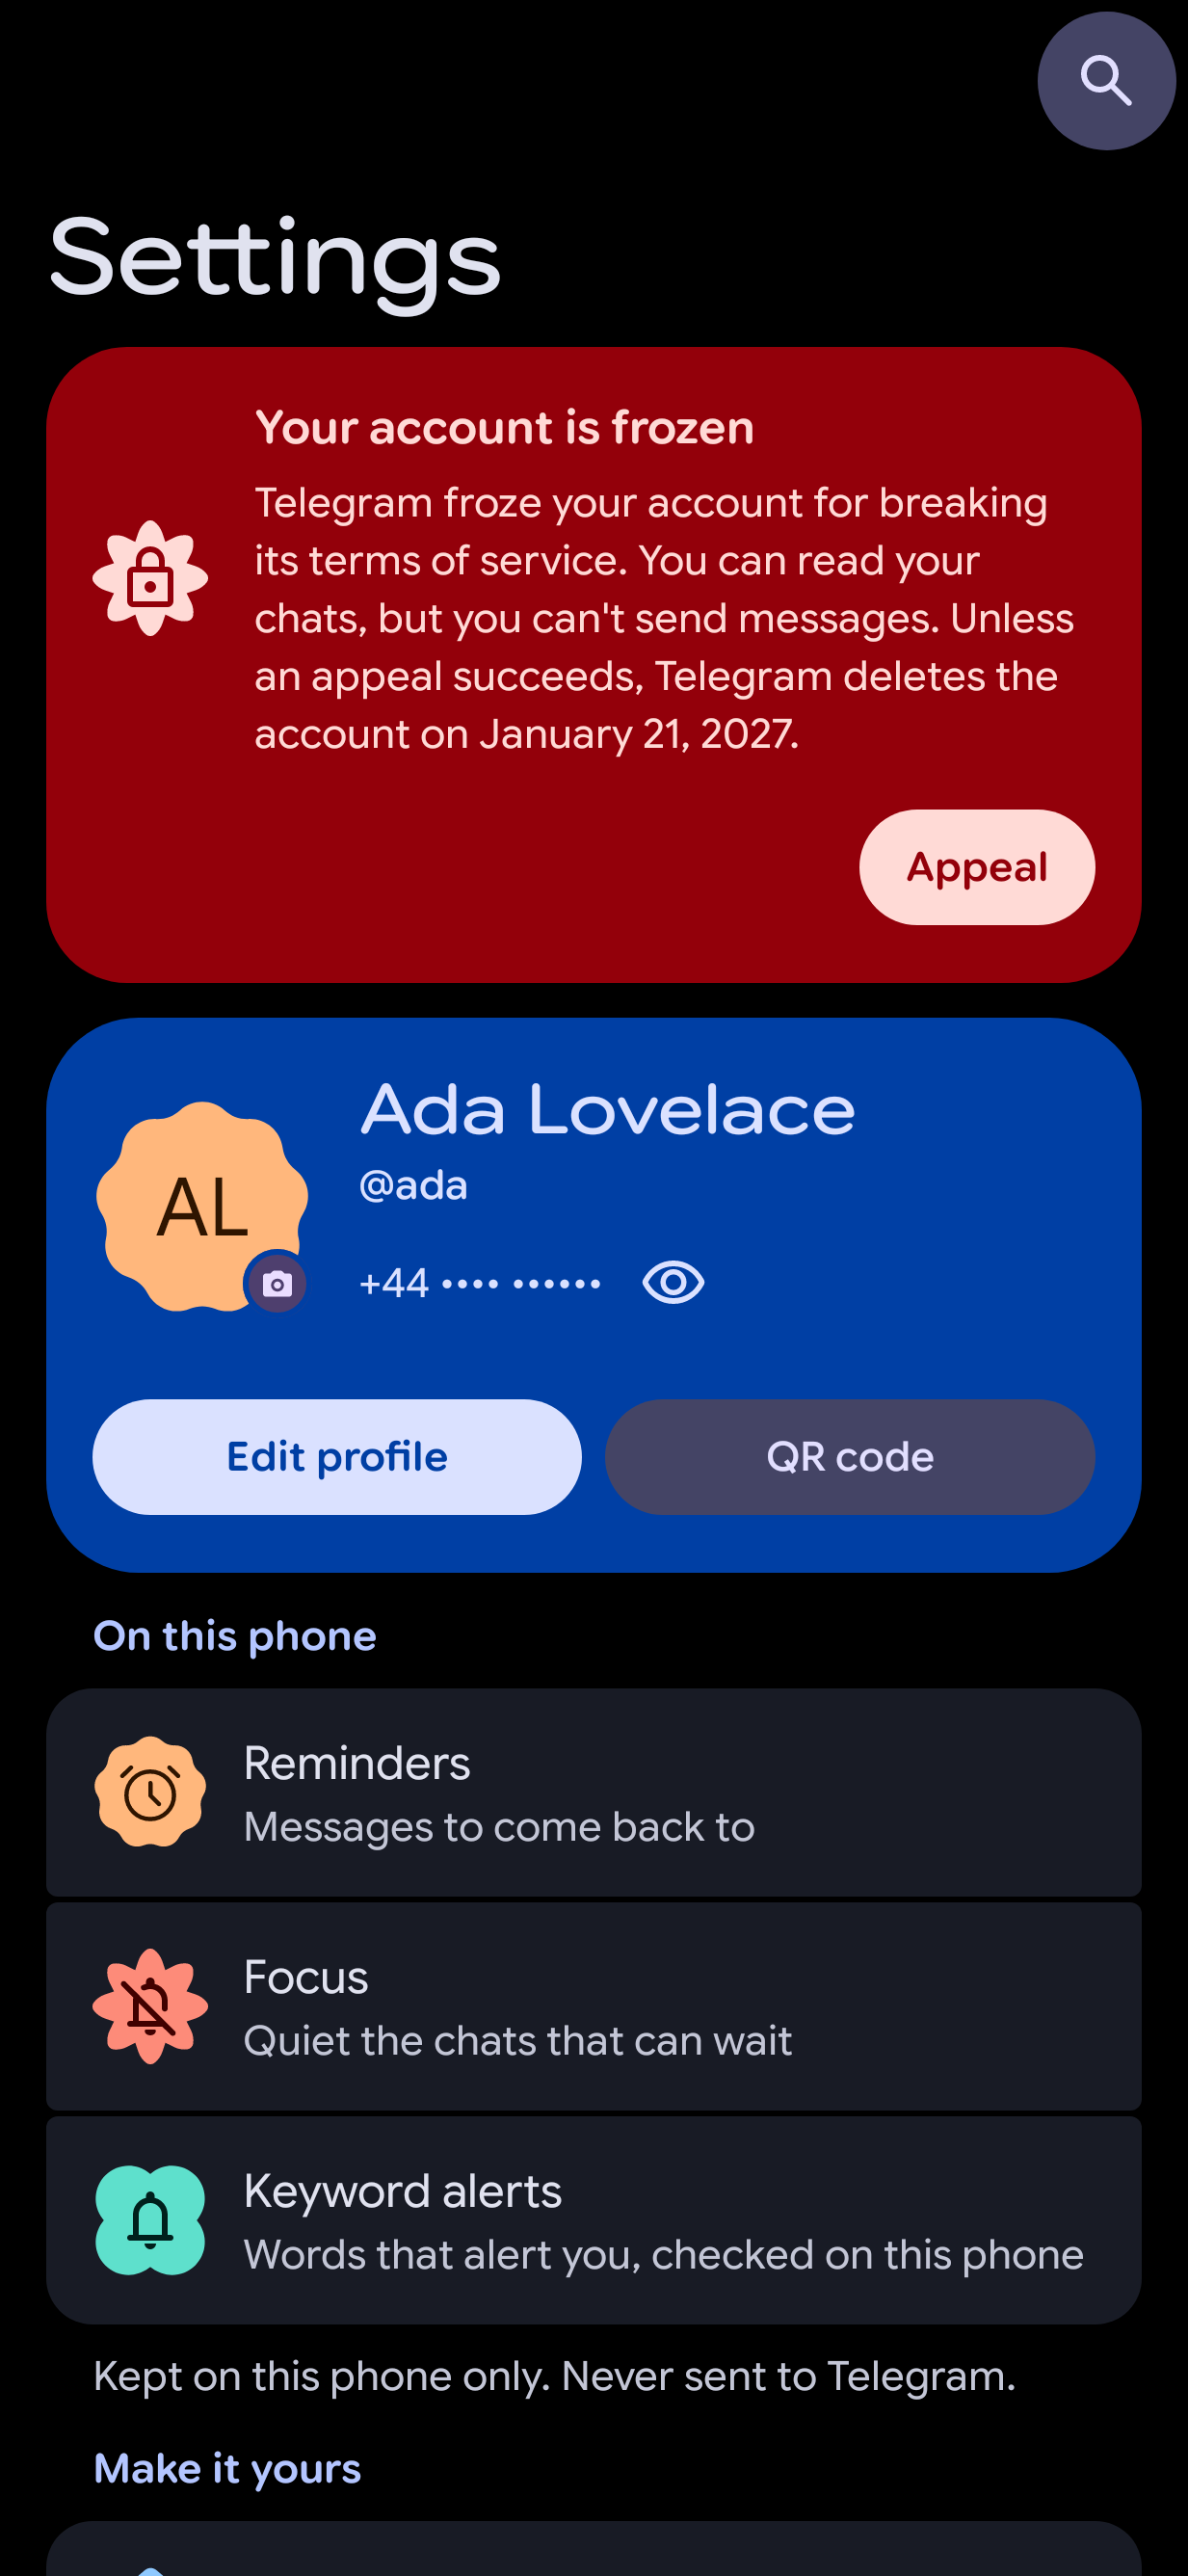 Settings
Your account is frozen
Telegram froze your account for breaking
its terms of service. You can read your
chats, but you can't send messages. Unless
an appeal succeeds, Telegram deletes the
account on January 21, 2027.
Appeal
AL
Ada Lovelace
@ada
+44 •••• ••••••
Edit profile
QR code
On this phone
Reminders
Messages to come back to
Focus
Quiet the chats that can wait
Keyword alerts
Words that alert you, checked on this phone
Kept on this phone only. Never sent to Telegram.
Make it yours